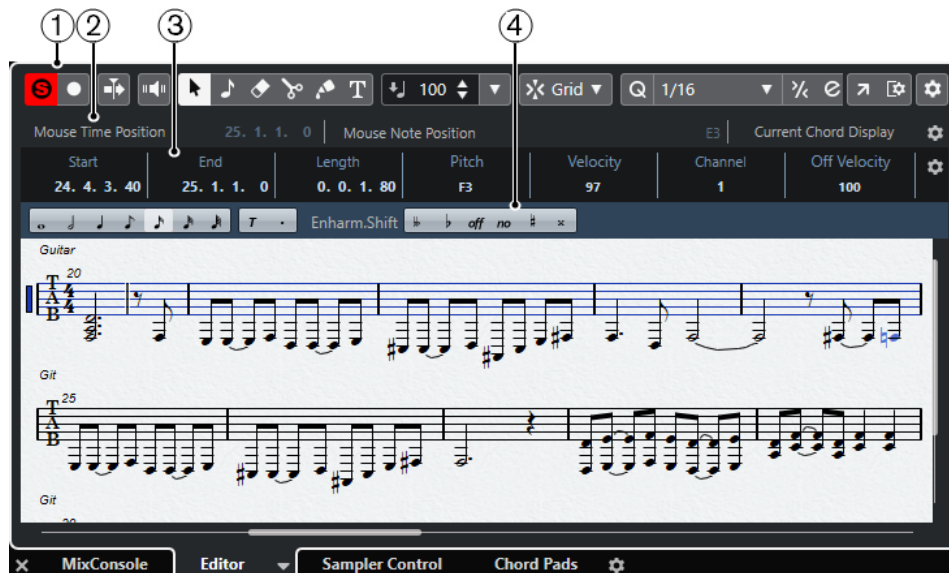 ① ② ③ ④
S 100 Grid Q 1/16
Mouse Time Position 25. 1. 1. 0 Mouse Note Position E3 Current Chord Display
Start End Length Pitch Velocity Channel Off Velocity
24. 4. 3. 40 25. 1. 1. 0 0. 0. 1. 80 F3 97 1 100
T . Enharm.Shift off no
Guitar
20
T A B 4 4
Git
25
T A B
Git
MixConsole Editor Sampler Control Chord Pads